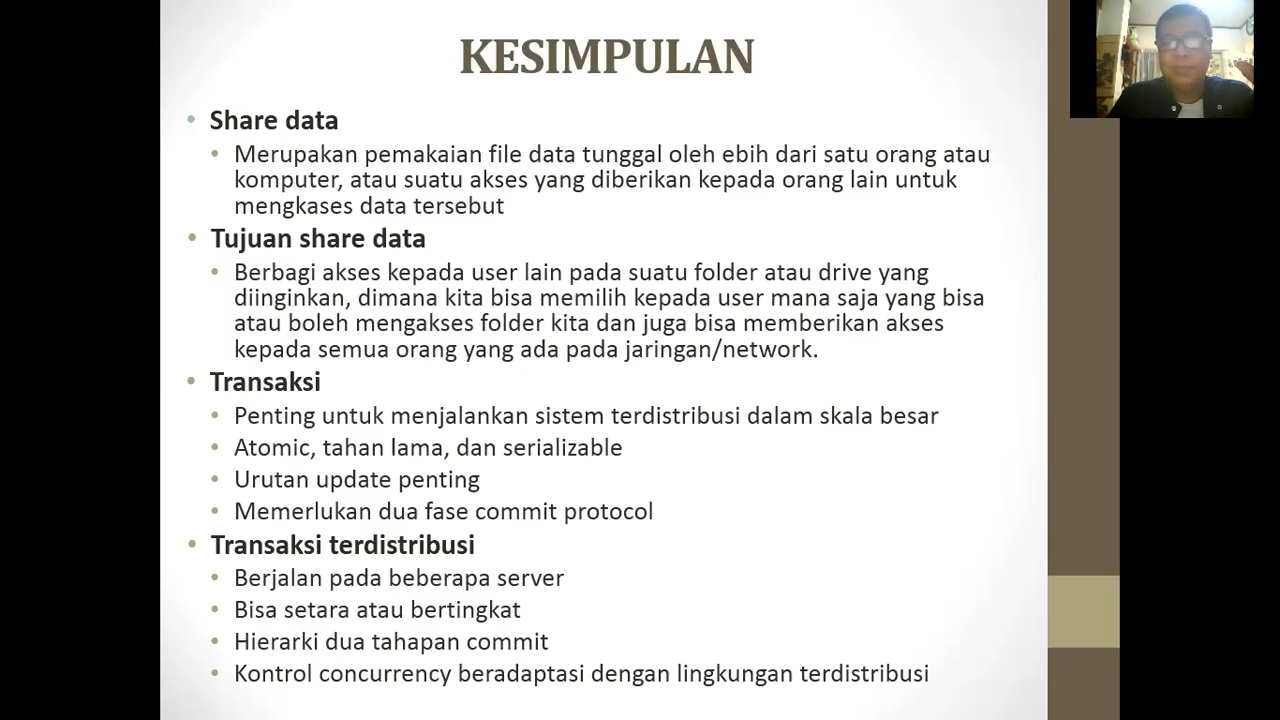 KESIMPULAN
• Share data
• Merupakan pemakaian file data tunggal oleh ebih dari satu orang atau
komputer, atau suatu akses yang diberikan kepada orang lain untuk
mengkases data tersebut
• Tujuan share data
• Berbagi akses kepada user lain pada suatu folder atau drive yang
diinginkan, dimana kita bisa memilih kepada user mana saja yang bisa
atau boleh mengakses folder kita dan juga bisa memberikan akses
kepada semua orang yang ada pada jaringan/network.
• Transaksi
• Penting untuk menjalankan sistem terdistribusi dalam skala besar
• Atomic, tahan lama, dan serializable
• Urutan update penting
• Memerlukan dua fase commit protocol
• Transaksi terdistribusi
• Berjalan pada beberapa server
• Bisa setara atau bertingkat
• Hierarki dua tahapan commit
• Kontrol concurrency beradaptasi dengan lingkungan terdistribusi